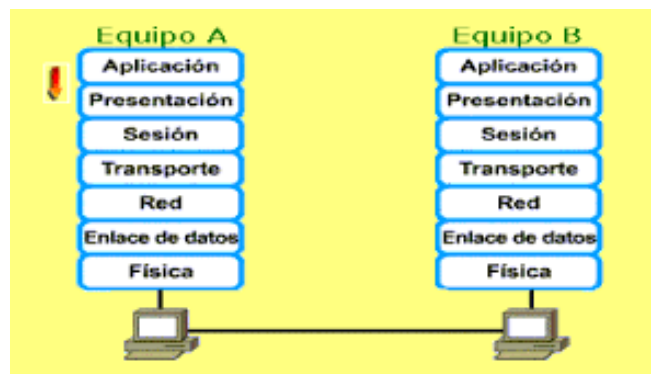 Equipo A
Aplicación
Presentación
Sesión
Transporte
Red
Enlace de datos
Física
Equipo B
Aplicación
Presentación
Sesión
Transporte
Red
Enlace de datos
Física